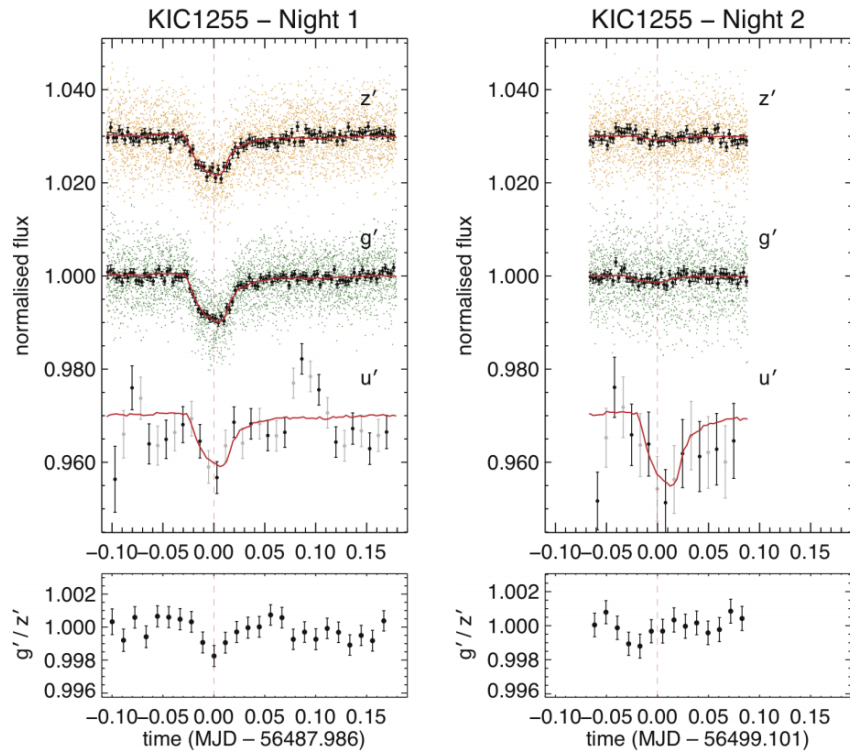 KIC1255 – Night 1
KIC1255 – Night 2
normalised flux
1.040
1.020
1.000
0.980
0.960
z′
g′
u′
−0.10 −0.05 0.00 0.05 0.10 0.15
normalised flux
1.040
1.020
1.000
0.980
0.960
z′
g′
u′
−0.10 −0.05 0.00 0.05 0.10 0.15
g′ / z′
1.002
1.000
0.998
0.996
−0.10 −0.05 0.00 0.05 0.10 0.15
time (MJD − 56487.986)
g′ / z′
1.002
1.000
0.998
0.996
−0.10 −0.05 0.00 0.05 0.10 0.15
time (MJD − 56499.101)